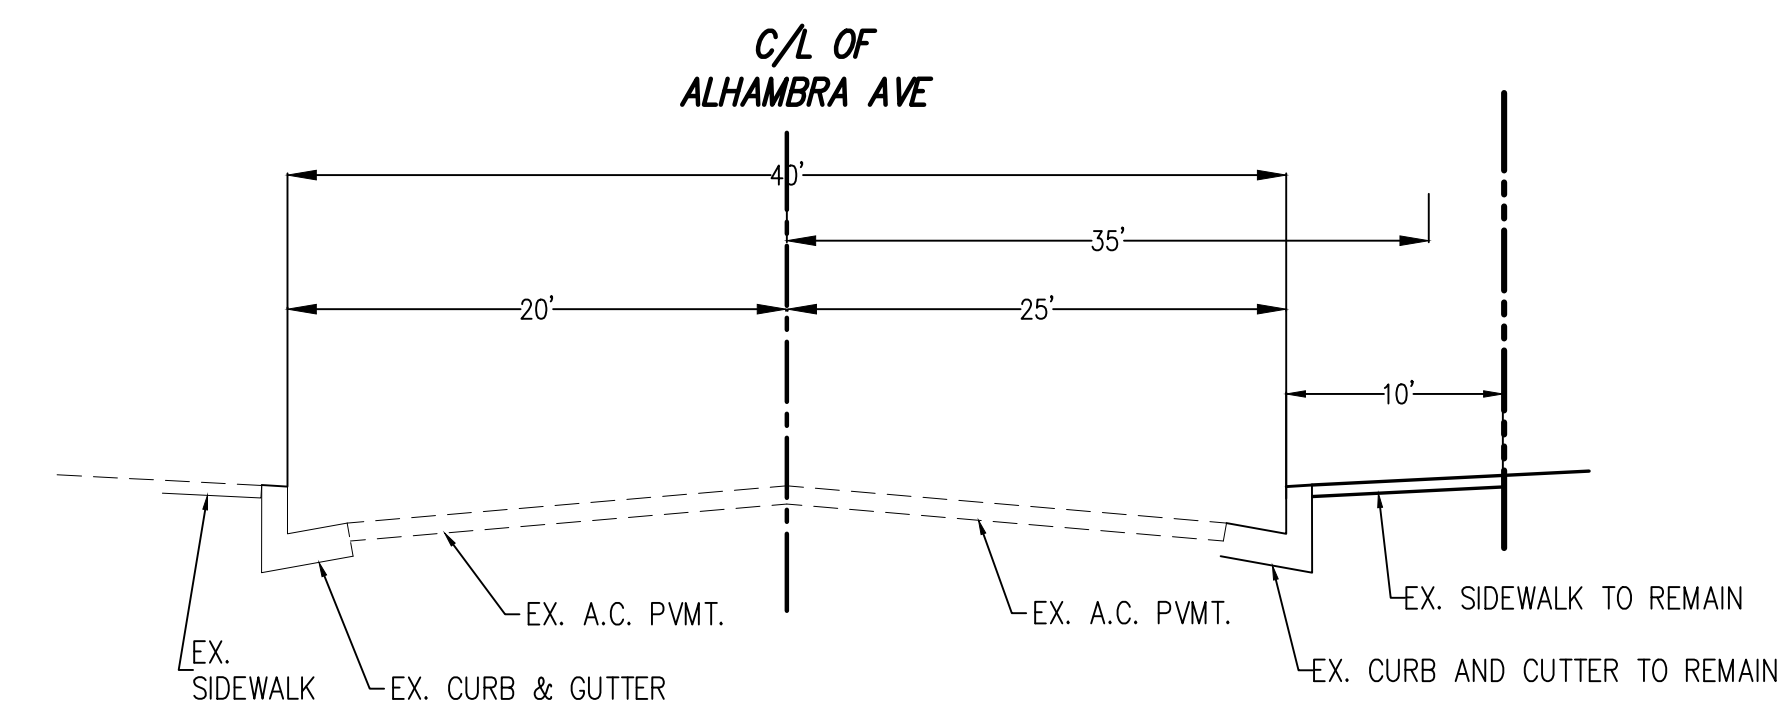 C/L OF
ALHAMBRA AVE
40'
35'
20'
25'
10'
EX. SIDEWALK TO REMAIN
EX. A.C. PVMT.
EX. A.C. PVMT.
EX.
SIDEWALK
EX. CURB & GUTTER
EX. CURB AND CUTTER TO REMAIN